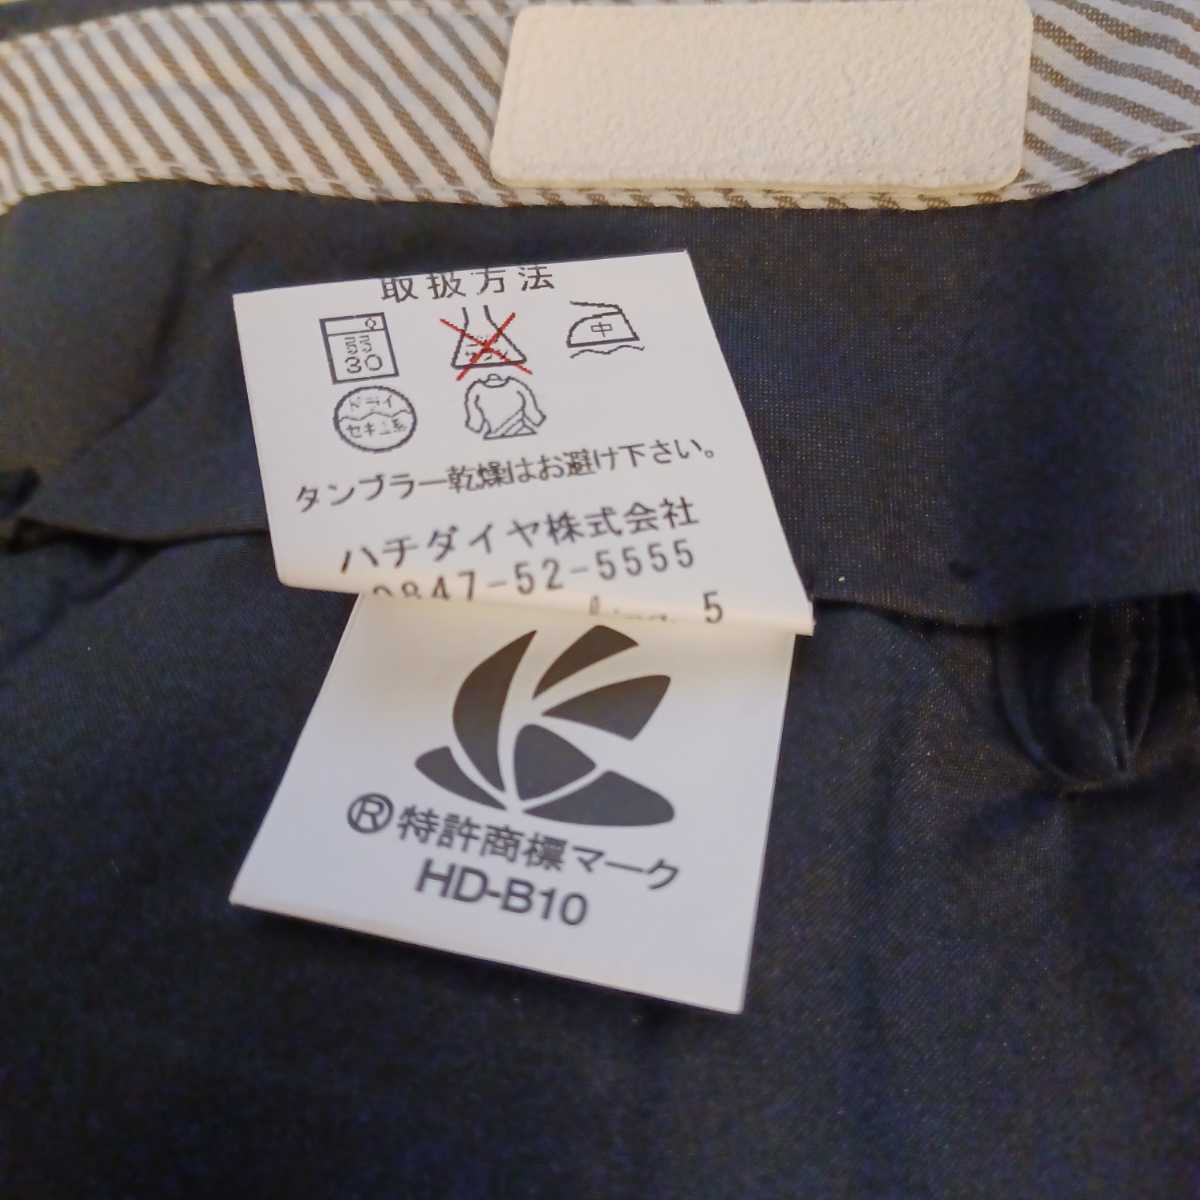 取扱方法
30
中
ドライ
セキユ系
タンブラー乾燥はお避け下さい。
ハチダイヤ株式会社
0847-52-5555
5
® 特許商標マーク
HD-B10